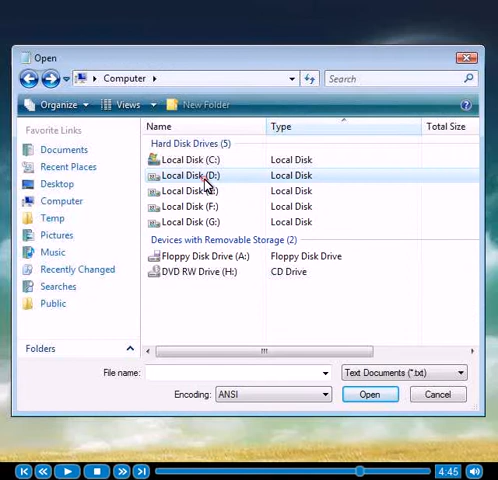 Open
Computer
Search
Organize Views New Folder
Favorite Links
Documents
Recent Places
Desktop
Computer
Temp
Pictures
Music
Recently Changed
Searches
Public
Folders
Name Type Total Size
Hard Disk Drives (5)
Local Disk (C:) Local Disk
Local Disk (D:) Local Disk
Local Disk (E:) Local Disk
Local Disk (F:) Local Disk
Local Disk (G:) Local Disk
Devices with Removable Storage (2)
Floppy Disk Drive (A:) Floppy Disk Drive
DVD RW Drive (H:) CD Drive
File name: Text Documents (*.txt)
Encoding: ANSI Open Cancel
4:45